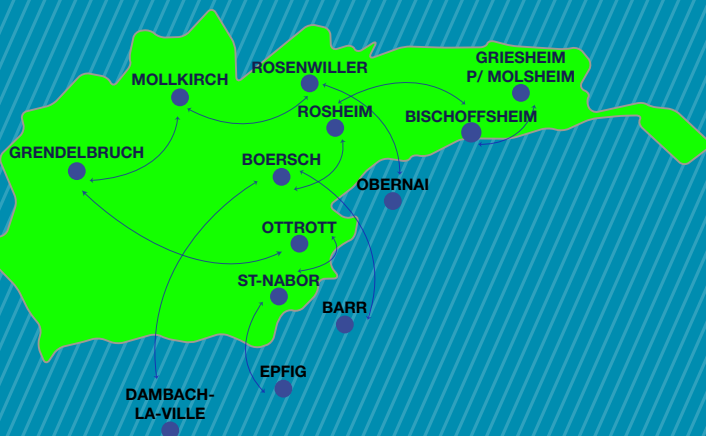 GRIESHEIM
P/ MOLSHEIM
ROSENWILLER
MOLLKIRCH
ROSHEIM
BISCHOFFSHEIM
GRENDELBRUCH
BOERSCH
OBERNAI
OTTROTT
ST-NABOR
BARR
EPFIG
DAMBACH-
LA-VILLE